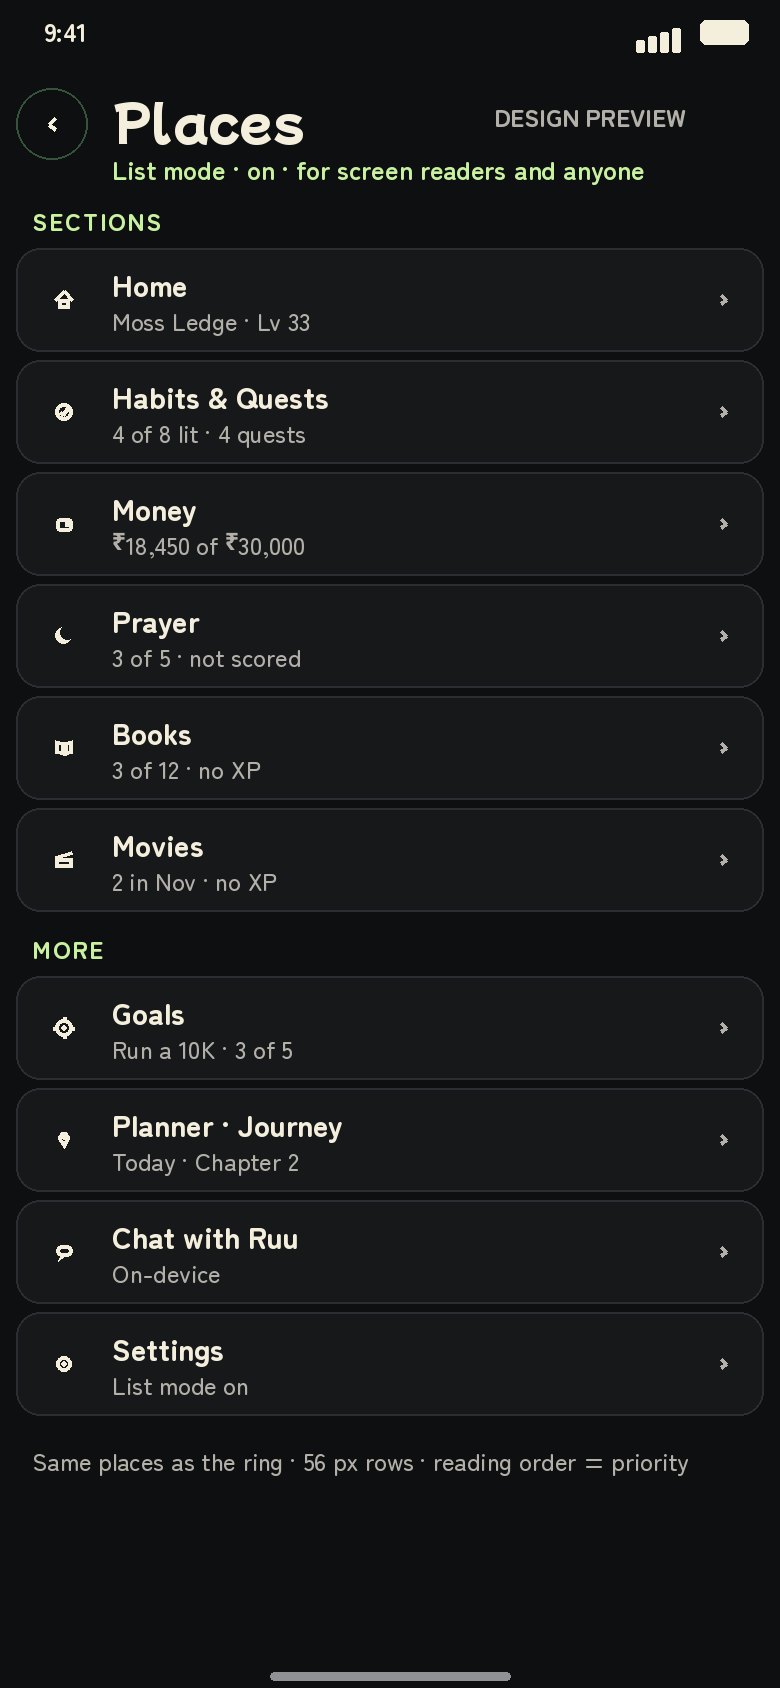 9:41
Places
DESIGN PREVIEW
List mode · on · for screen readers and anyone
SECTIONS
Home
Moss Ledge · Lv 33
Habits & Quests
4 of 8 lit · 4 quests
Money
₹18,450 of ₹30,000
Prayer
3 of 5 · not scored
Books
3 of 12 · no XP
Movies
2 in Nov · no XP
MORE
Goals
Run a 10K · 3 of 5
Planner · Journey
Today · Chapter 2
Chat with Ruu
On-device
Settings
List mode on
Same places as the ring · 56 px rows · reading order = priority